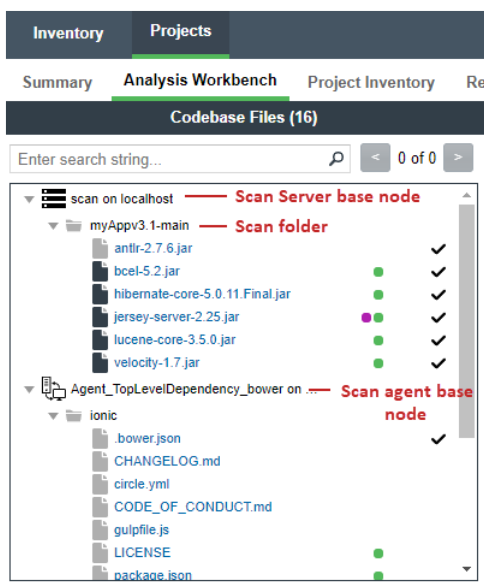 Inventory Projects
Summary Analysis Workbench Project Inventory Re
Codebase Files (16)
Enter search string... < 0 of 0 >
scan on localhost Scan Server base node
myAppv3.1-main Scan folder
antlr-2.7.6.jar
bcel-5.2.jar
hibernate-core-5.0.11.Final.jar
jersey-server-2.25.jar
lucene-core-3.5.0.jar
velocity-1.7.jar
Agent_TopLevelDependency_bower on ... Scan agent base
node
ionic
.bower.json
CHANGELOG.md
circle.yml
CODE_OF_CONDUCT.md
gulpfile.js
LICENSE
package.json